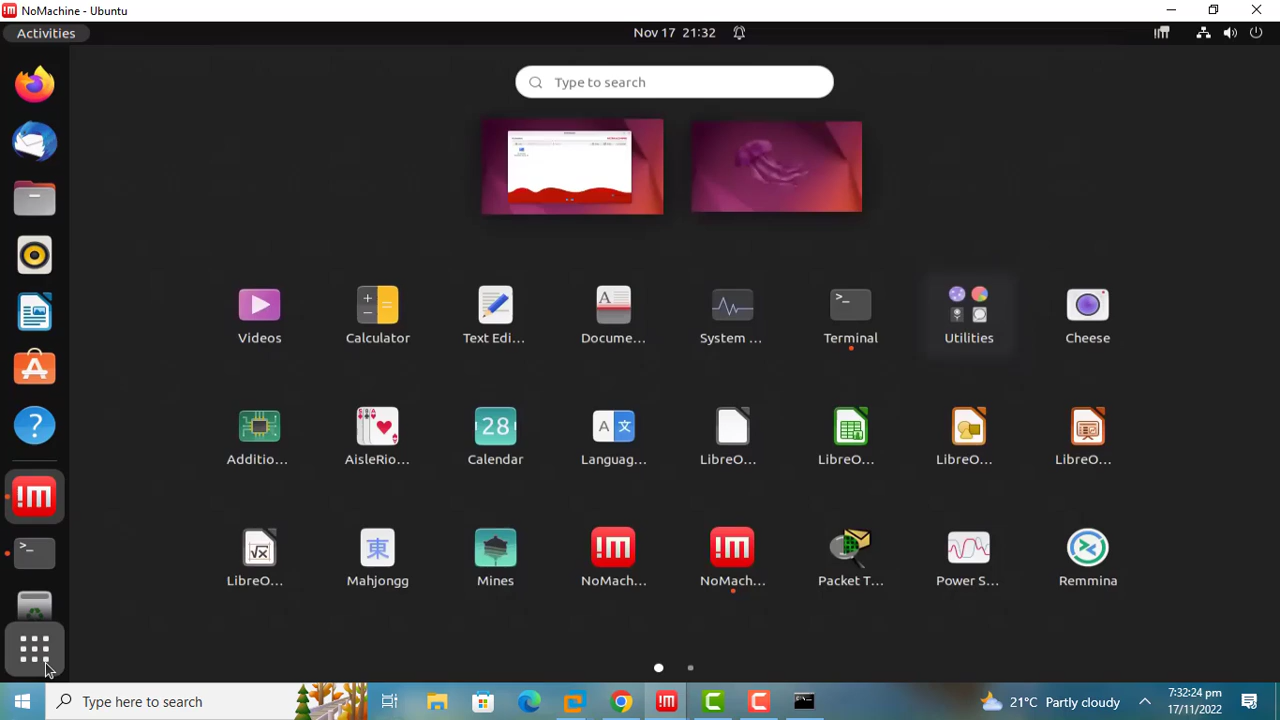 NoMachine - Ubuntu
Activities
Nov 17 21:32
Type to search
Videos
Calculator
Text Edi...
Docume...
System ...
Terminal
Utilities
Cheese
Additio...
AisleRio...
28
Calendar
Languag...
LibreO...
LibreO...
LibreO...
LibreO...
LibreO...
Mahjongg
Mines
NoMach...
NoMach...
Packet T...
Power S...
Remmina
Type here to search
21°C Partly cloudy
7:32:24 pm
17/11/2022